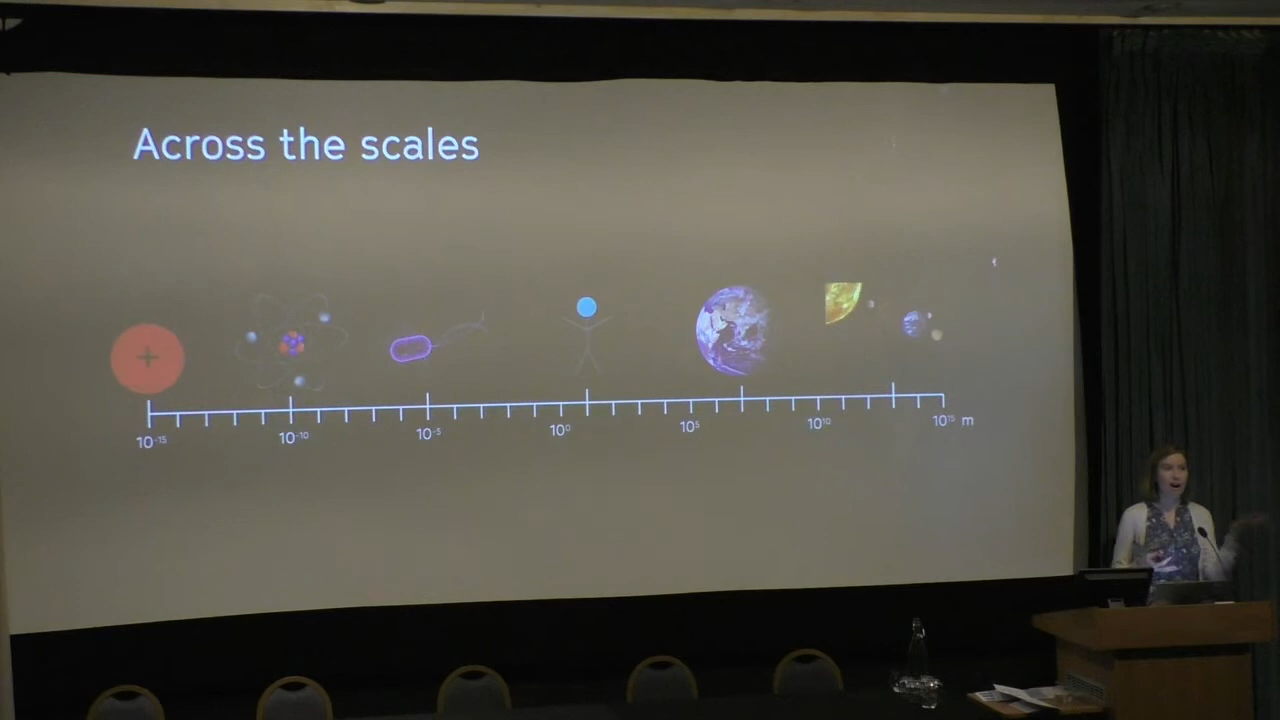 Across the scales
+
10⁻¹⁵ 10⁻¹⁰ 10⁻⁵ 10⁰ 10⁵ 10¹⁰ 10¹⁵ m